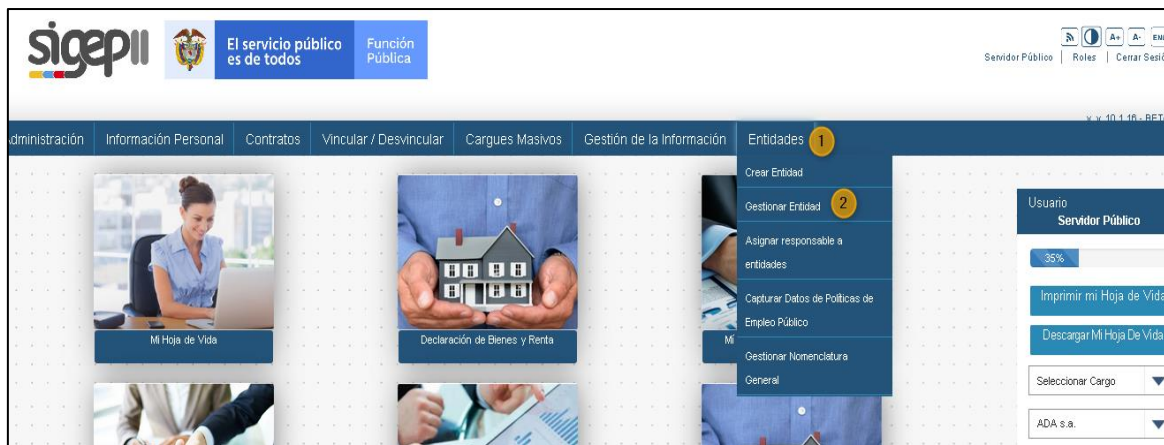 sigepII
El servicio público
es de todos
Función
Pública
A+ A-
Servidor Público | Roles | Cerrar
Información Personal Contratos Vincular / Desvincular Cargues Masivos Gestión de la Información Entidades 1
Crear Entidad
Gestionar Entidad 2
Asignar responsable a
entidades
Capturar Datos de Políticas de
Empleo Público
Gestionar Nomenclatura
General
Mi Hoja de Vida
Declaración de Bienes y Renta
Mi
Usuario
Servidor Público
35%
Imprimir mi Hoja de Vida
Descargar Mi Hoja De Vida
Seleccionar Cargo
ADA s.a.